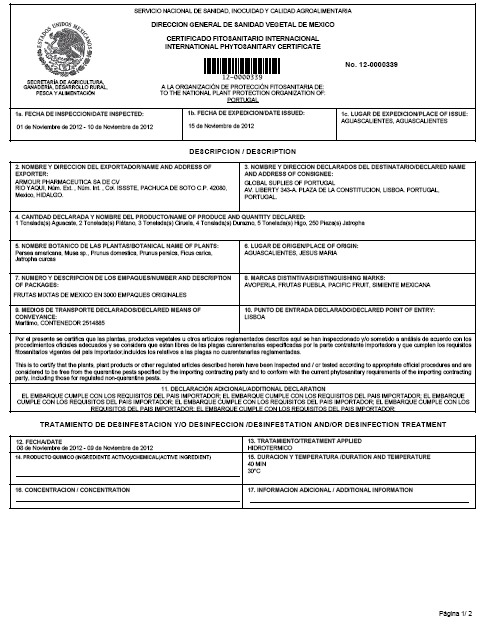 SERVICIO NACIONAL DE SANIDAD, INOCUIDAD Y CALIDAD AGROALIMENTARIA
DIRECCION GENERAL DE SANIDAD VEGETAL DE MEXICO
CERTIFICADO FITOSANITARIO INTERNACIONAL
INTERNATIONAL PHYTOSANITARY CERTIFICATE
ESTADOS UNIDOS MEXICANOS
No. 12-0000339
12-0000339
SECRETARÍA DE AGRICULTURA,
GANADERÍA, DESARROLLO RURAL,
PESCA Y ALIMENTACIÓN
A LA ORGANIZACIÓN DE PROTECCIÓN FITOSANITARIA DE:
TO THE NATIONAL PLANT PROTECTION ORGANIZATION OF:
PORTUGAL
1a. FECHA DE INSPECCION/DATE INSPECTED:
01 de Noviembre de 2012 - 10 de Noviembre de 2012
1b. FECHA DE EXPEDICION/DATE ISSUED:
15 de Noviembre de 2012
1c. LUGAR DE EXPEDICION/PLACE OF ISSUE:
AGUASCALIENTES, AGUASCALIENTES
DESCRIPCION / DESCRIPTION
2. NOMBRE Y DIRECCION DEL EXPORTADOR/NAME AND ADDRESS OF
EXPORTER:
ARMOUR PHARMACEUTICA SA DE CV
RIO YAQUI, Núm. Ext. , Núm. Int. , Col. ISSSTE, PACHUCA DE SOTO C.P. 42080,
Mexico, HIDALGO.
3. NOMBRE Y DIRECCION DECLARADOS DEL DESTINATARIO/DECLARED NAME
AND ADDRESS OF CONSIGNEE:
GLOBAL SUPLIES OF PORTUGAL
AV. LIBERTY 343-A. PLAZA DE LA CONSTITUCION, LISBOA. PORTUGAL,
PORTUGAL.
4. CANTIDAD DECLARADA Y NOMBRE DEL PRODUCTO/NAME OF PRODUCE AND QUANTITY DECLARED:
1 Tonelada(s) Aguacate, 2 Tonelada(s) Plátano, 3 Tonelada(s) Ciruela, 4 Tonelada(s) Durazno, 5 Tonelada(s) Higo, 250 Pieza(s) Jatropha
5. NOMBRE BOTANICO DE LAS PLANTAS/BOTANICAL NAME OF PLANTS:
Persea americana, Musa sp., Prunus domestica, Prunus persica, Ficus carica,
Jatropha curcas
6. LUGAR DE ORIGEN/PLACE OF ORIGIN:
AGUASCALIENTES, JESUS MARIA
7. NUMERO Y DESCRIPCION DE LOS EMPAQUES/NUMBER AND DESCRIPTION
OF PACKAGES:
FRUTAS MIXTAS DE MEXICO EN 3000 EMPAQUES ORIGINALES
8. MARCAS DISTINTIVAS/DISTINGUISHING MARKS:
AVOPERLA, FRUTAS PUEBLA, PACIFIC FRUIT, SIMIENTE MEXICANA
9. MEDIOS DE TRANSPORTE DECLARADOS/DECLARED MEANS OF
CONVEYANCE:
Marítimo, CONTENEDOR 2514885
10. PUNTO DE ENTRADA DECLARADO/DECLARED POINT OF ENTRY:
LISBOA
Por el presente se certifica que las plantas, productos vegetales u otros artículos reglamentados descritos aquí se han inspeccionado y/o sometido a análisis de acuerdo con los
procedimientos oficiales adecuados y se considera que están libres de las plagas cuarentenarias especificadas por la parte contratante importadora y que cumplen los requisitos
fitosanitarios vigentes del país importador,incluidos los relativos a las plagas no cuarentenarias reglamentadas.
This is to certify that the plants, plant products or other regulated articles described herein have been inspected and / or tested according to appropriate official procedures and are
considered to be free from the quarantine pests specified by the importing contracting party and to conform with the current phytosanitary requirements of the importing contracting
party, including those for regulated non-quarantine pests.
11. DECLARACION ADICIONAL/ADDITIONAL DECLARATION
EL EMBARQUE CUMPLE CON LOS REQUISITOS DEL PAIS IMPORTADOR; EL EMBARQUE CUMPLE CON LOS REQUISITOS DEL PAIS IMPORTADOR; EL EMBARQUE
CUMPLE CON LOS REQUISITOS DEL PAIS IMPORTADOR; EL EMBARQUE CUMPLE CON LOS REQUISITOS DEL PAIS IMPORTADOR; EL EMBARQUE CUMPLE CON LOS
REQUISITOS DEL PAIS IMPORTADOR; EL EMBARQUE CUMPLE CON LOS REQUISITOS DEL PAIS IMPORTADOR
TRATAMIENTO DE DESINFESTACION Y/O DESINFECCION /DESINFESTATION AND/OR DESINFECTION TREATMENT
12. FECHA/DATE
08 de Noviembre de 2012 - 09 de Noviembre de 2012
13. TRATAMIENTO/TREATMENT APPLIED
HIDROTERMICO
14. PRODUCTO QUIMICO (INGREDIENTE ACTIVO)/CHEMICAL(ACTIVE INGREDIENT)
15. DURACION Y TEMPERATURA /DURATION AND TEMPERATURE
40 MIN
30°C
16. CONCENTRACION / CONCENTRATION
17. INFORMACION ADICIONAL / ADDITIONAL INFORMATION
Página 1/ 2